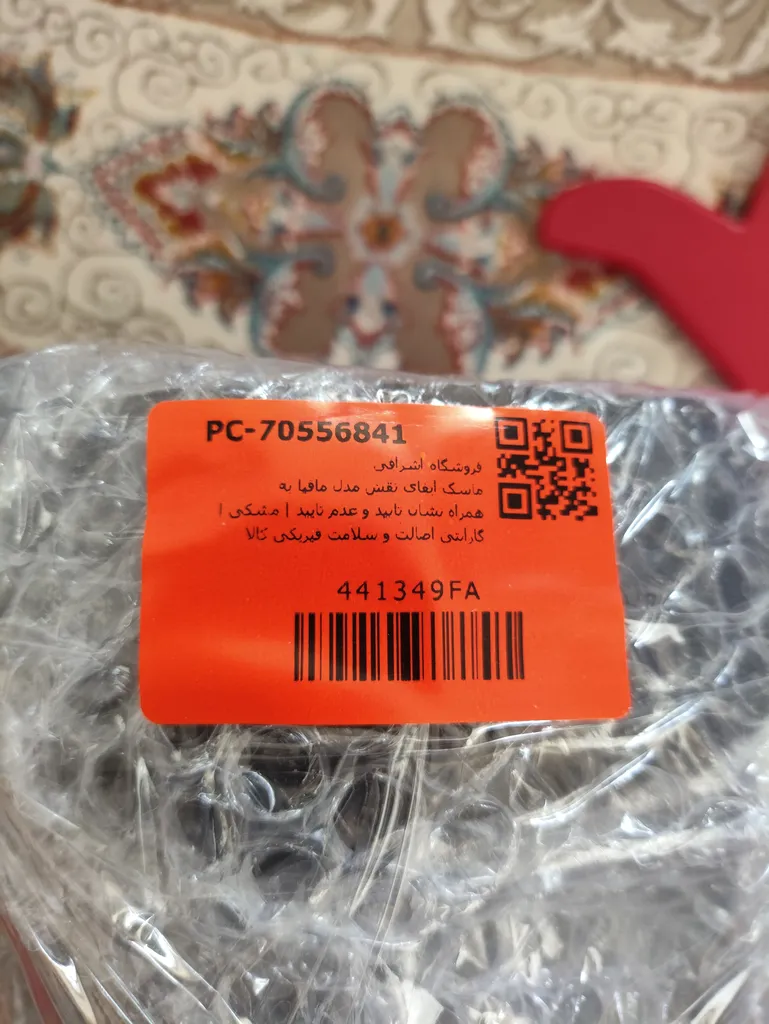 PC-70556841
فروشگاه اشرافی
ماسک ایفای نقش مدل مافیا به
همراه نشان تایید و عدم تایید | مشکی |
گارانتی اصالت و سلامت فیزیکی کالا
441349FA